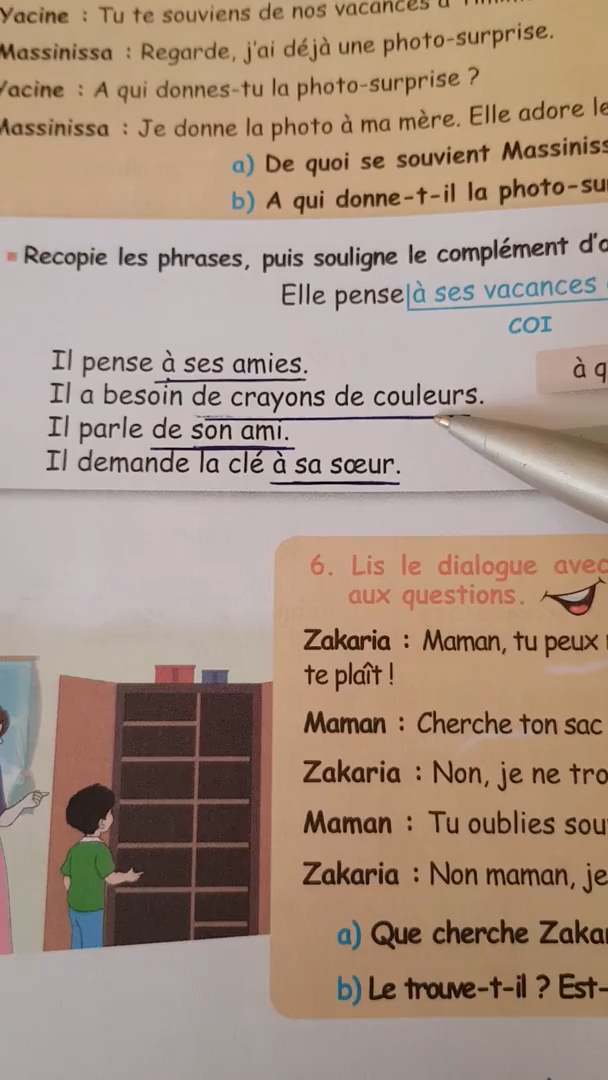 Yacine : Tu te souviens de nos vacances à
Massinissa : Regarde, j'ai déjà une photo-surprise.
Yacine : A qui donnes-tu la photo-surprise ?
Massinissa : Je donne la photo à ma mère. Elle adore le
a) De quoi se souvient Massiniss
b) A qui donne-t-il la photo-su
Recopie les phrases, puis souligne le complément d'o
Elle pense à ses vacances
COI
Il pense à ses amies.
à q
Il a besoin de crayons de couleurs.
Il parle de son ami.
Il demande la clé à sa sœur.
6. Lis le dialogue avec
aux questions.
Zakaria : Maman, tu peux
te plaît !
Maman : Cherche ton sac
Zakaria : Non, je ne tro
Maman : Tu oublies sou
Zakaria : Non maman, je
a) Que cherche Zaka
b) Le trouve-t-il ? Est-